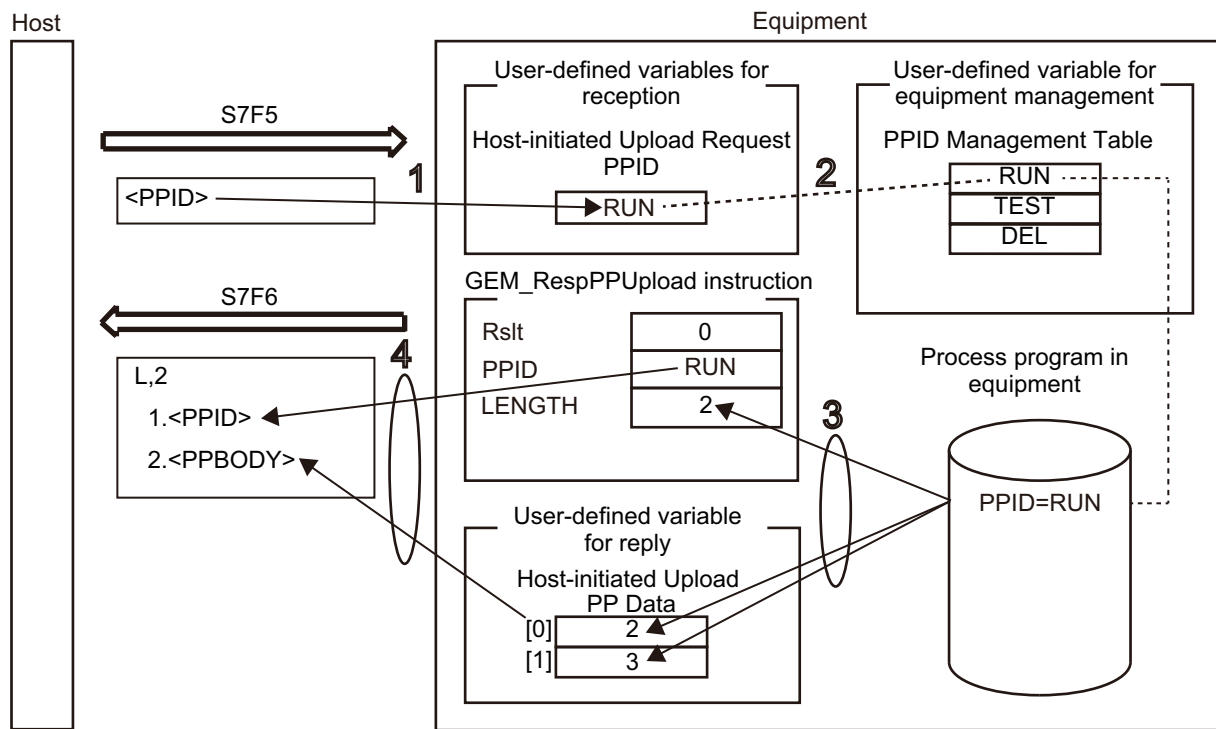 Host
Equipment
S7F5
<PPID>
1
User-defined variables for
reception
Host-initiated Upload Request
PPID
RUN
2
User-defined variable for
equipment management
PPID Management Table
RUN
TEST
DEL
S7F6
L,2
1.<PPID>
2.<PPBODY>
4
GEM_RespPPUpload instruction
Rslt
0
PPID
RUN
LENGTH
2
3
Process program in
equipment
PPID=RUN
User-defined variable
for reply
Host-initiated Upload
PP Data
[0]
2
[1]
3